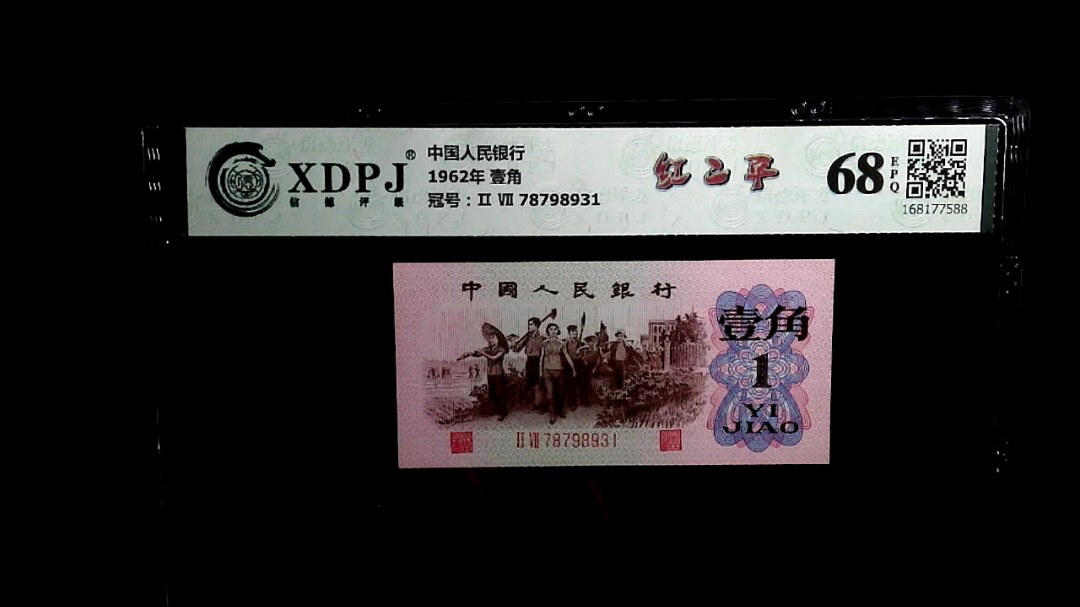 XDPJ®
信德评级
中国人民银行
1962年 壹角
冠号：II VII 78798931
红二平
68
EPQ
168177588
中國人民銀行
壹角
1
YI
JIAO
II VII 78798931